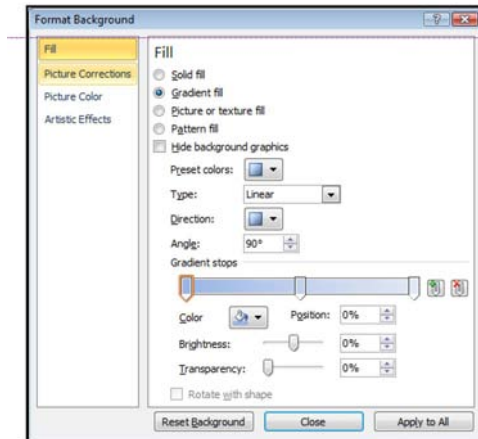 Format Background
Fill
Picture Corrections
Picture Color
Artistic Effects
Fill
Solid fill
Gradient fill
Picture or texture fill
Pattern fill
Hide background graphics
Preset colors:
Type: Linear
Direction:
Angle: 90°
Gradient stops
Color Position: 0%
Brightness: 0%
Transparency: 0%
Rotate with shape
Reset Background Close Apply to All